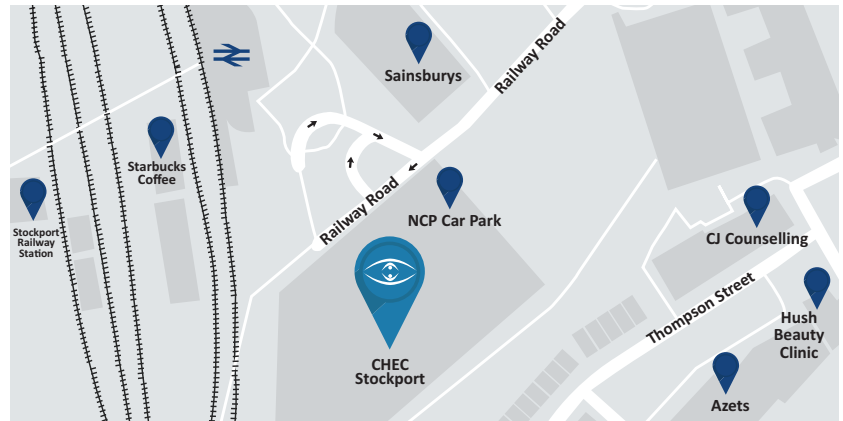 Sainsburys
Railway Road
Starbucks
Coffee
Stockport
Railway
Station
Railway Road
NCP Car Park
CJ Counselling
Thompson Street
Hush
Beauty
Clinic
CHEC
Stockport
Azets